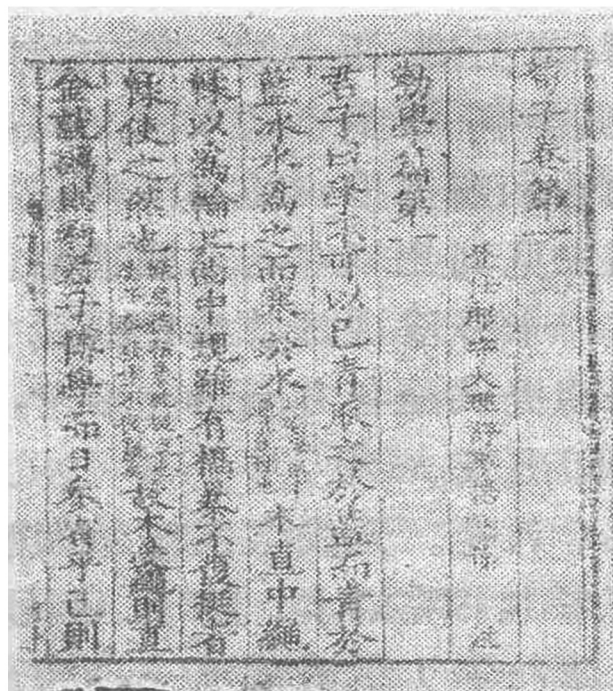 荀子卷第一
登仕郎守大理評事楊倞 注
勸學篇第一
君子曰學不可以已青取之於藍而青於
藍冰水爲之而寒於水 木直中繩
輮以爲輪其曲中規雖有槁暴不復挺者
輮使之然也 故木受繩則直
金就礪則利君子博學而日參省乎己則